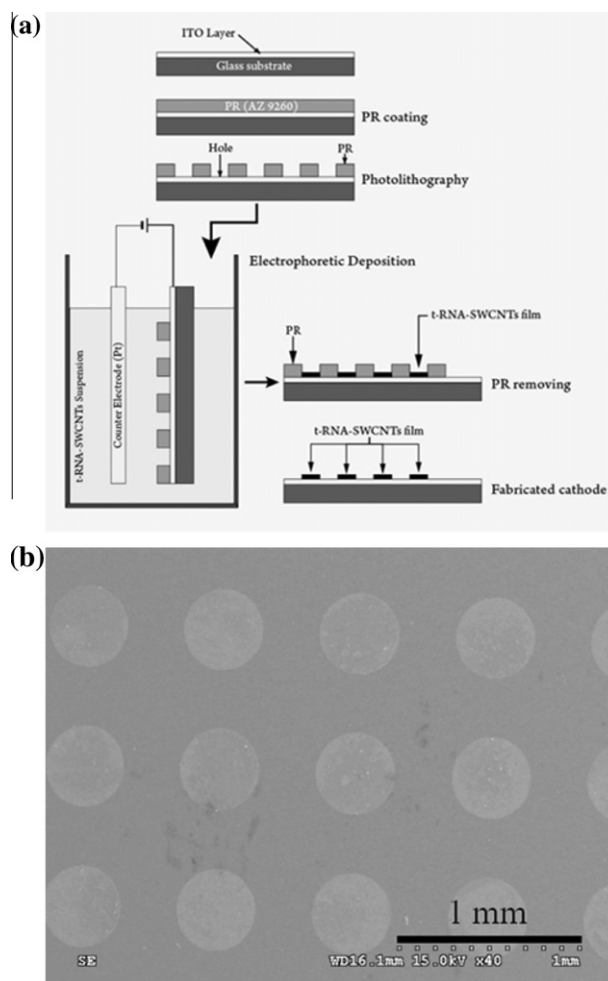 (a)
ITO Layer
Glass substrate
PR (AZ 9260)
PR coating
Hole
PR
Photolithography
Electrophoretic Deposition
t-RNA-SWCNTs Suspension
Counter Electrode (Pt)
t-RNA-SWCNTs film
PR
PR removing
t-RNA-SWCNTs film
Fabricated cathode
(b)
1 mm
SE
WD16.1mm 15.0kV x40 1mm